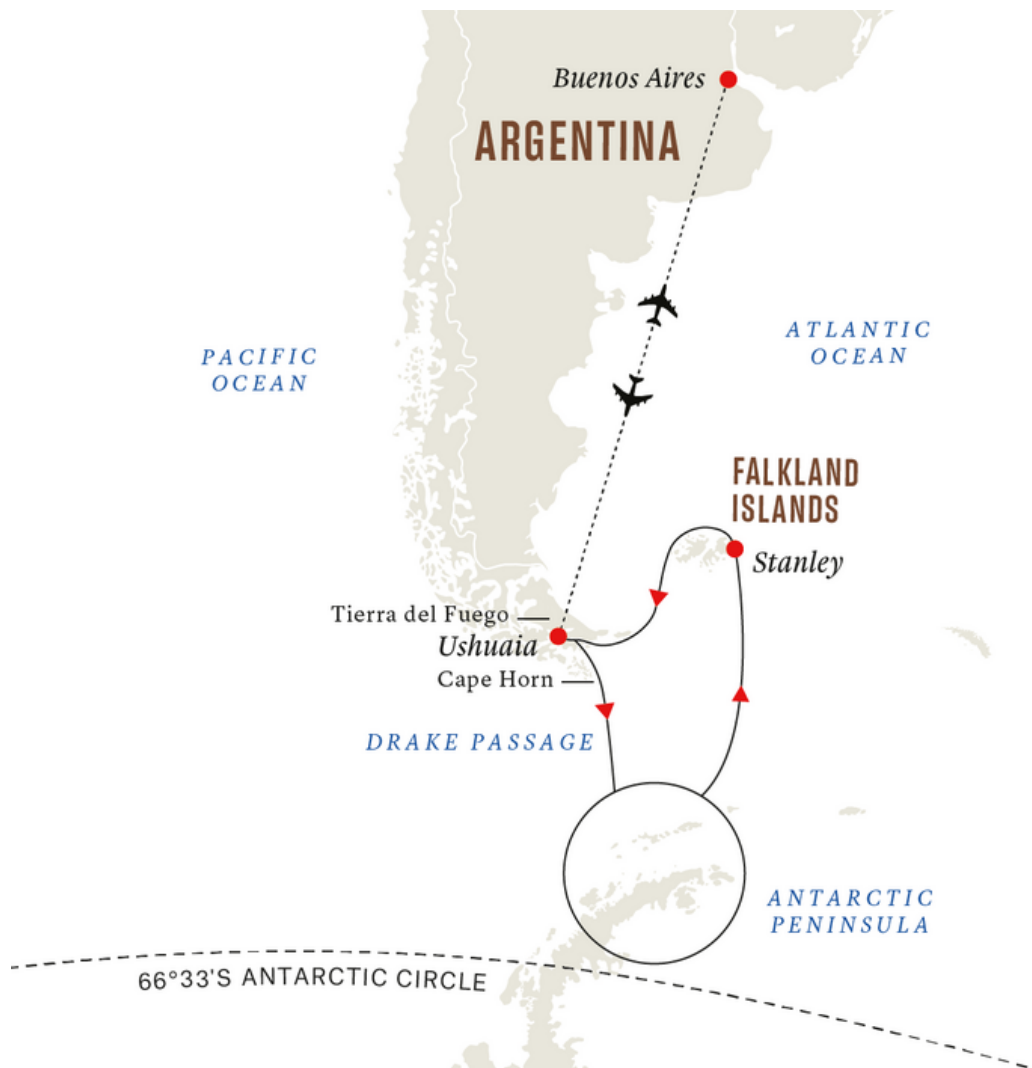 Buenos Aires
ARGENTINA
ATLANTIC
OCEAN
PACIFIC
OCEAN
FALKLAND
ISLANDS
Stanley
Tierra del Fuego
Ushuaia
Cape Horn
DRAKE PASSAGE
ANTARCTIC
PENINSULA
66°33'S ANTARCTIC CIRCLE